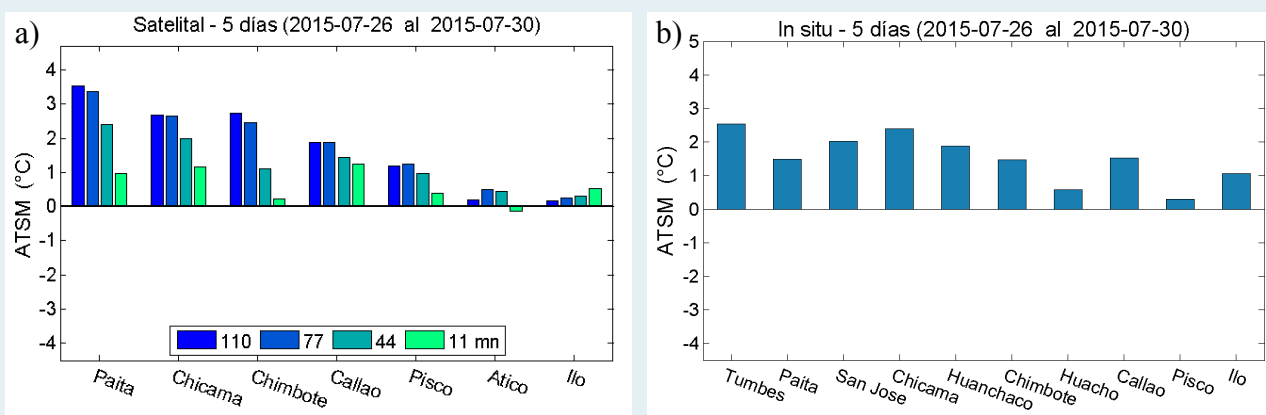 a)
Satelital - 5 días (2015-07-26 al 2015-07-30)
ATSM (°C)
4
3
2
1
0
-1
-2
-3
-4
110 77 44 11 mn
Paita Chicama Chimbote Callao Pisco Atico Ilo
b)
In situ - 5 días (2015-07-26 al 2015-07-30)
ATSM (°C)
5
4
3
2
1
0
-1
-2
-3
-4
Tumbes Paita San Jose Chicama Huanchaco Chimbote Huacho Callao Pisco Ilo